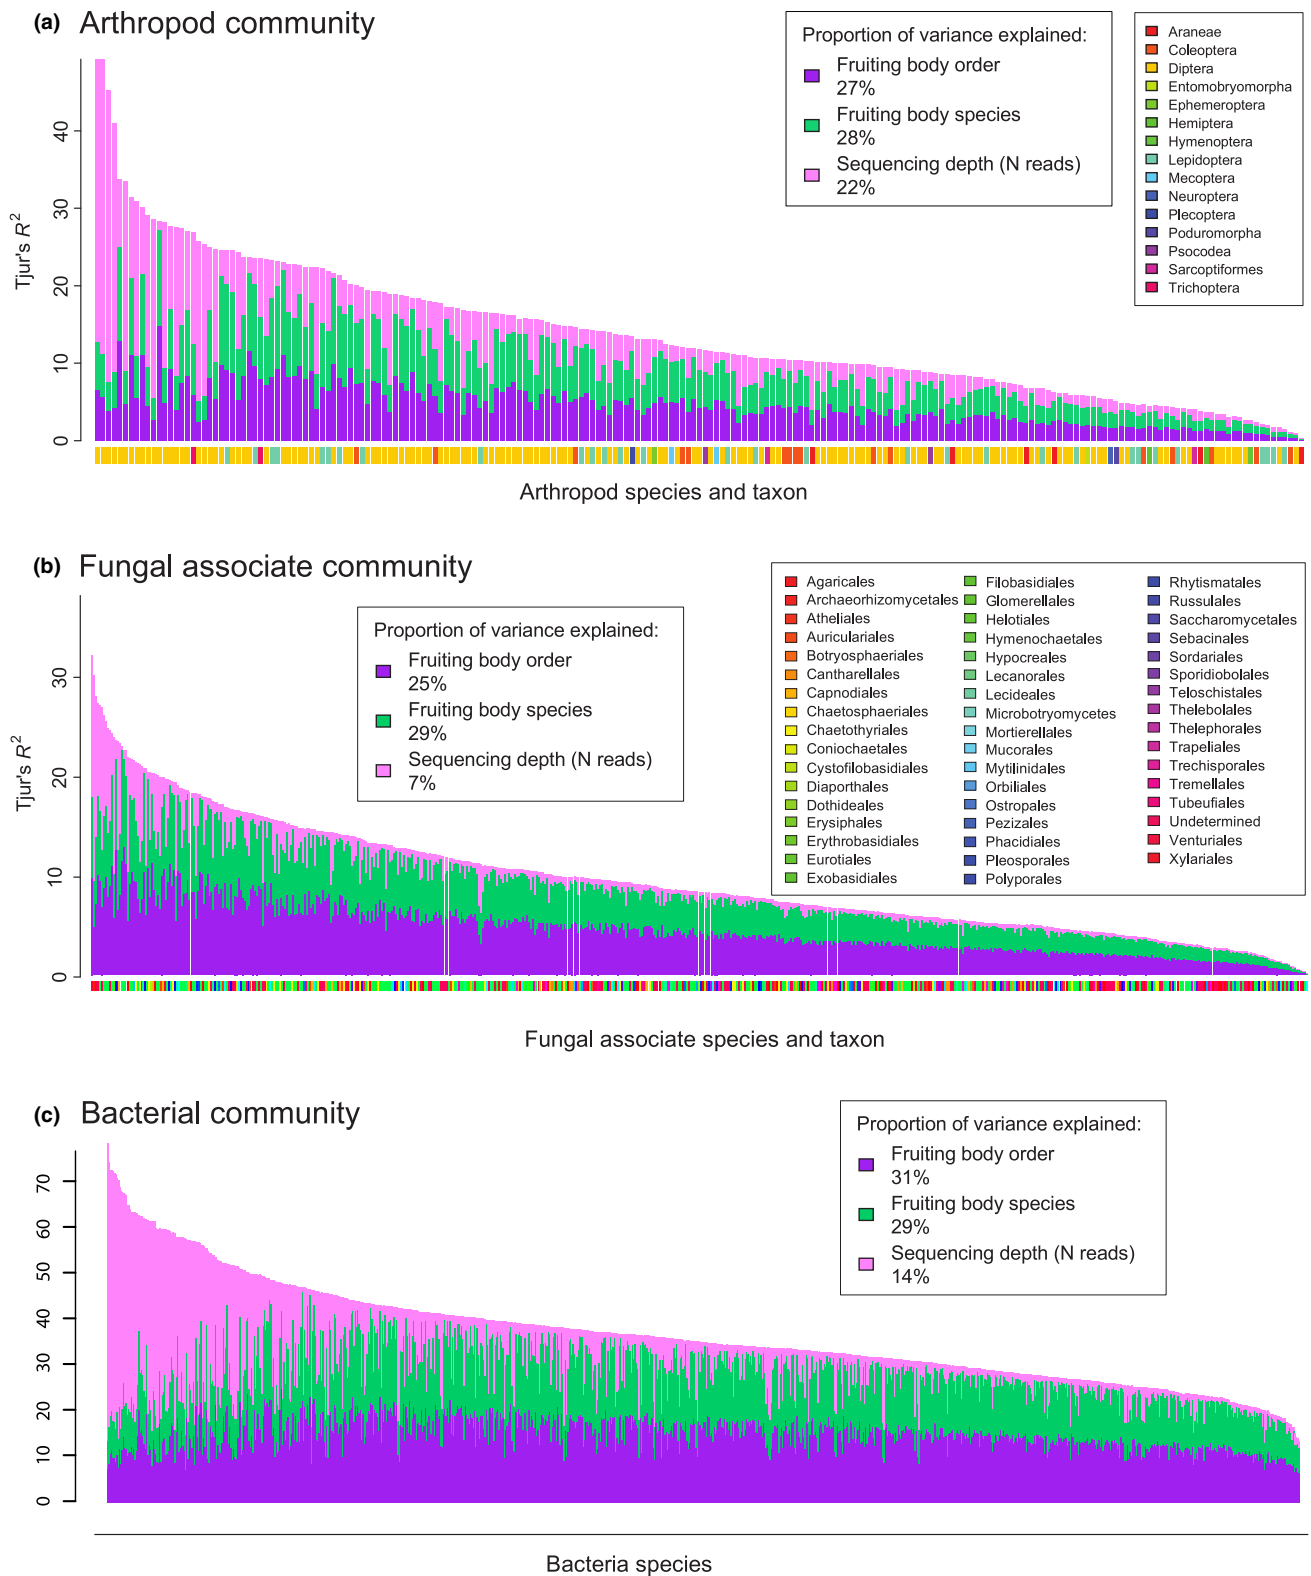 (a) Arthropod community
Proportion of variance explained:
Fruiting body order
27%
Fruiting body species
28%
Sequencing depth (N reads)
22%
Araneae
Coleoptera
Diptera
Entomobryomorpha
Ephemeroptera
Hemiptera
Hymenoptera
Lepidoptera
Mecoptera
Neuroptera
Plecoptera
Poduromorpha
Psocodea
Sarcoptiformes
Trichoptera
Tjur's R²
40
30
20
10
0
Arthropod species and taxon
(b) Fungal associate community
Proportion of variance explained:
Fruiting body order
25%
Fruiting body species
29%
Sequencing depth (N reads)
7%
Agaricales
Archaeorhizomycetales
Atheliales
Auriculariales
Botryosphaeriales
Cantharellales
Capnodiales
Chaetosphaeriales
Chaetothyriales
Coniochaetales
Cystofilobasidiales
Diaporthales
Dothideales
Erysiphales
Erythrobasidiales
Eurotiales
Exobasidiales
Filobasidiales
Glomerellales
Helotiales
Hymenochaetales
Hypocreales
Lecanorales
Lecideales
Microbotryomycetes
Mortierellales
Mucorales
Mytilinidales
Orbiliales
Ostropales
Pezizales
Phacidiales
Pleosporales
Polyporales
Rhytismatales
Russulales
Saccharomycetales
Sebacinales
Sordariales
Sporidiobolales
Teloschistales
Thelebolales
Thelephorales
Trapeliales
Trechisporales
Tremellales
Tubeufiales
Undetermined
Venturiales
Xylariales
Tjur's R²
30
20
10
0
Fungal associate species and taxon
(c) Bacterial community
Proportion of variance explained:
Fruiting body order
31%
Fruiting body species
29%
Sequencing depth (N reads)
14%
70
60
50
40
30
20
10
0
Bacteria species